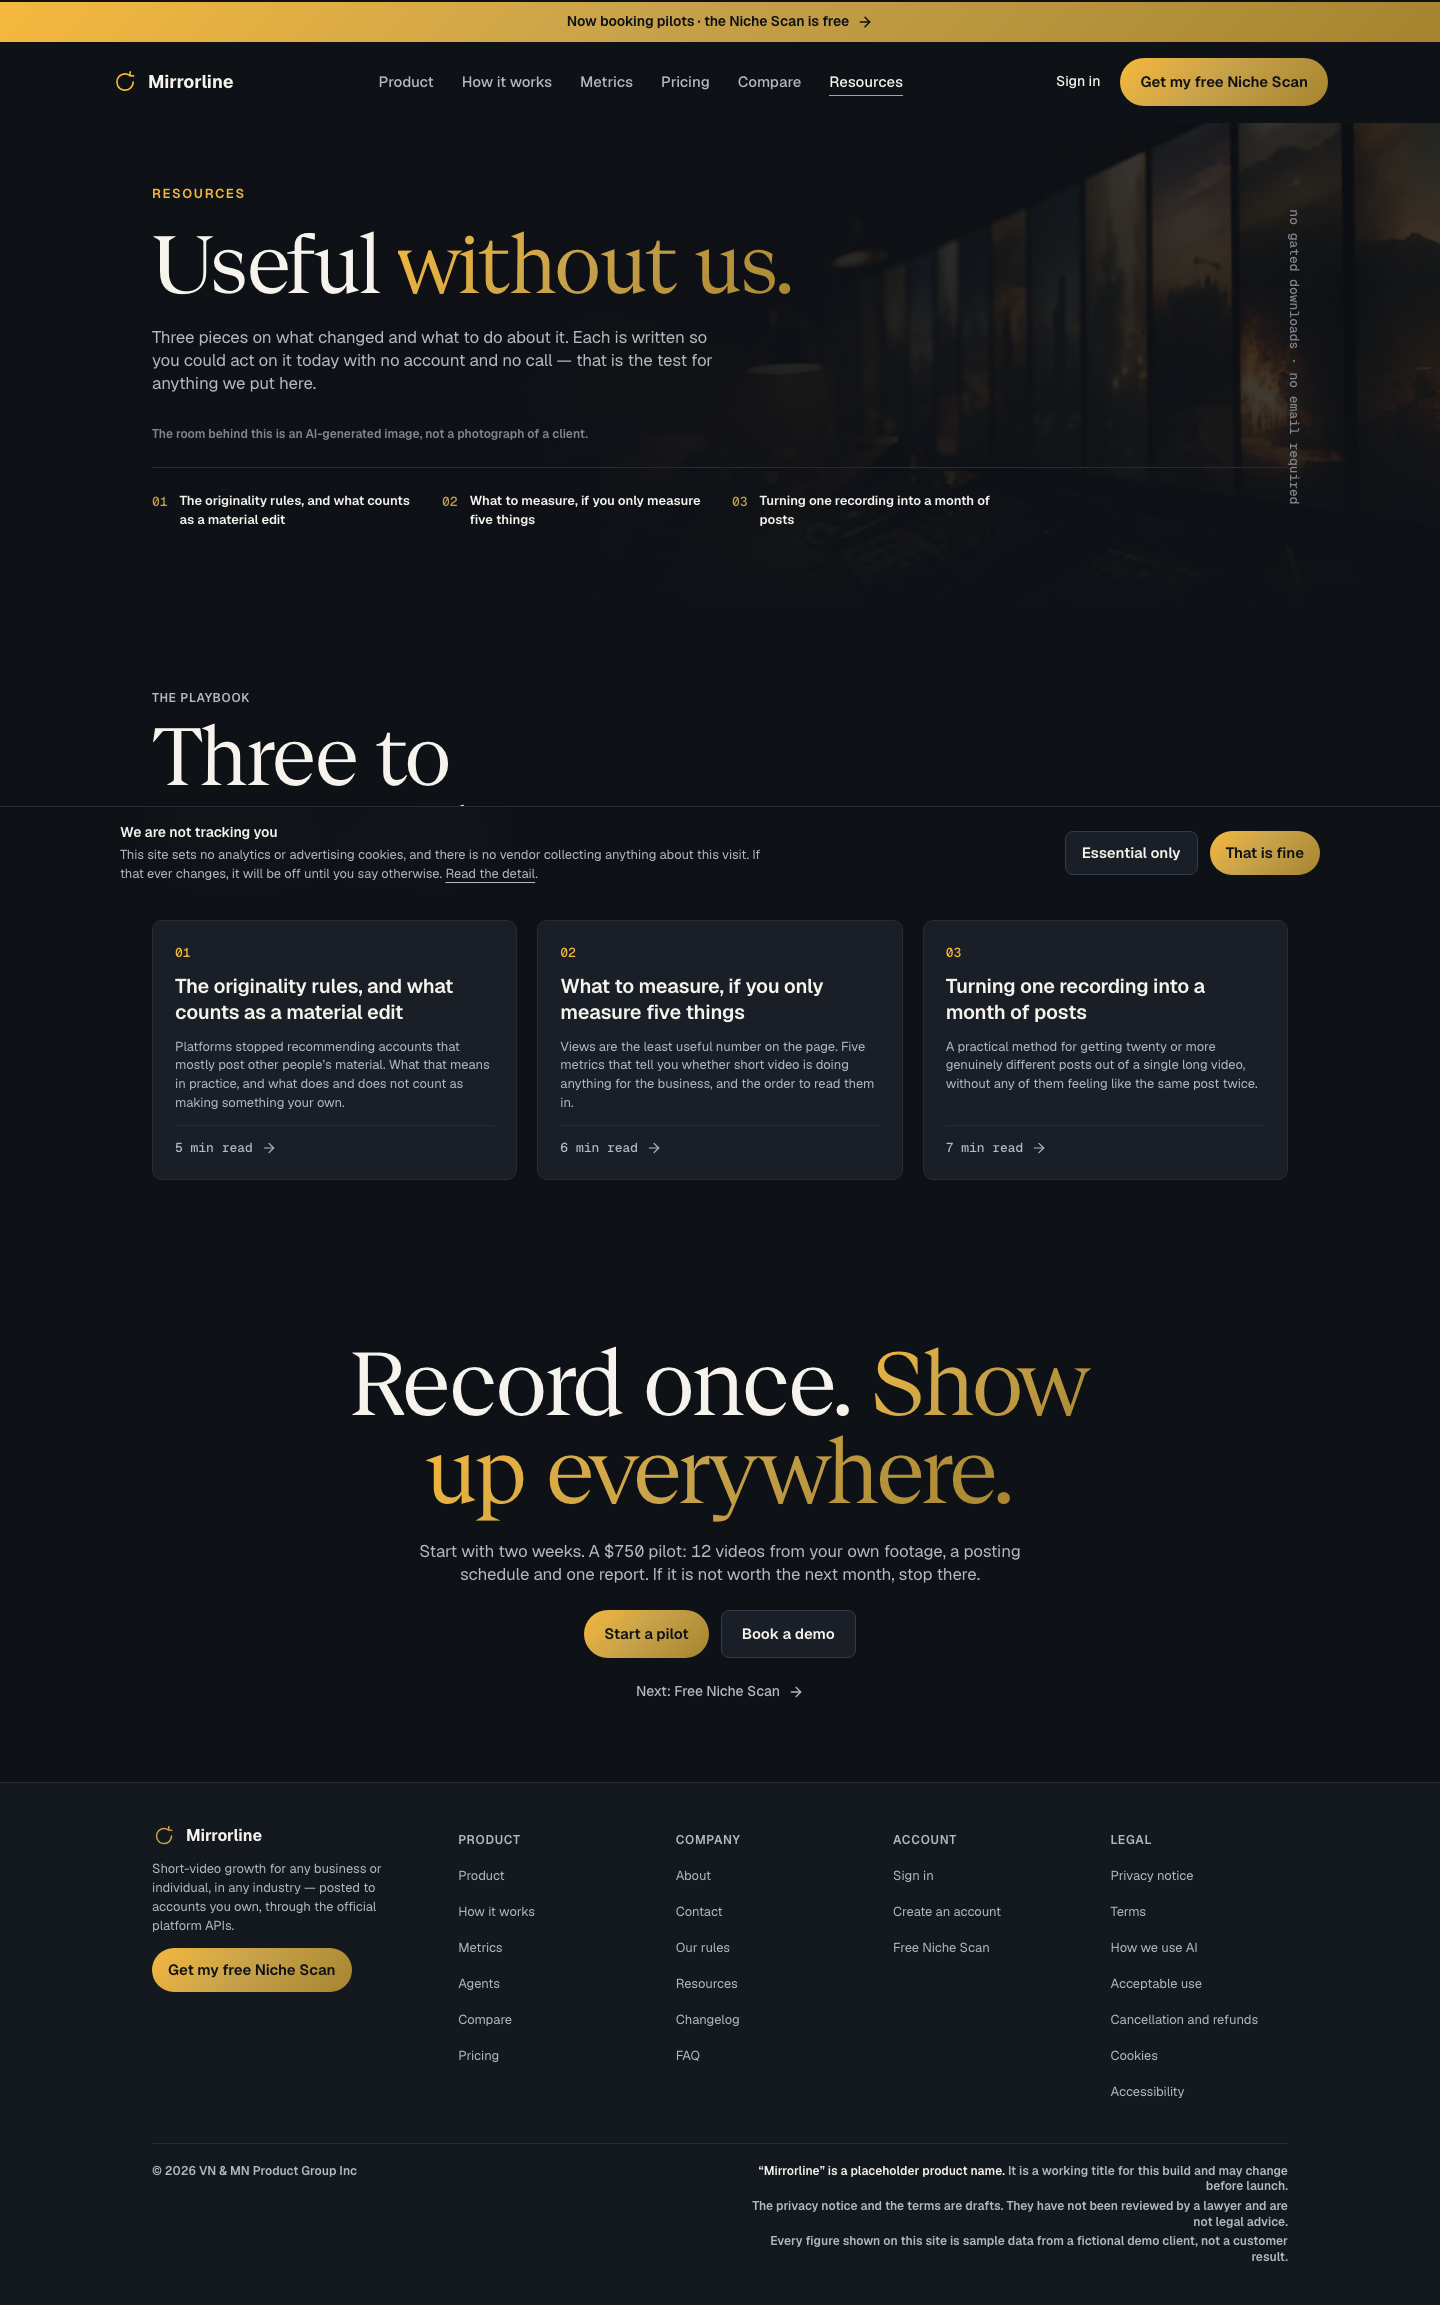 Now booking pilots · the Niche Scan is free →
Mirrorline
Product
How it works
Metrics
Pricing
Compare
Resources
Sign in
Get my free Niche Scan
RESOURCES
Useful without us.
Three pieces on what changed and what to do about it. Each is written so
you could act on it today with no account and no call — that is the test for
anything we put here.
The room behind this is an AI-generated image, not a photograph of a client.
no gated downloads · no email required
01 The originality rules, and what counts
as a material edit
02 What to measure, if you only measure
five things
03 Turning one recording into a month of
posts
THE PLAYBOOK
Three to
We are not tracking you
This site sets no analytics or advertising cookies, and there is no vendor collecting anything about this visit. If
that ever changes, it will be off until you say otherwise. Read the detail.
Essential only
That is fine
01
The originality rules, and what
counts as a material edit
Platforms stopped recommending accounts that
mostly post other people’s material. What that means
in practice, and what does and does not count as
making something your own.
5 min read →
02
What to measure, if you only
measure five things
Views are the least useful number on the page. Five
metrics that tell you whether short video is doing
anything for the business, and the order to read them
in.
6 min read →
03
Turning one recording into a
month of posts
A practical method for getting twenty or more
genuinely different posts out of a single long video,
without any of them feeling like the same post twice.
7 min read →
Record once. Show
up everywhere.
Start with two weeks. A $750 pilot: 12 videos from your own footage, a posting
schedule and one report. If it is not worth the next month, stop there.
Start a pilot
Book a demo
Next: Free Niche Scan →
Mirrorline
Short-video growth for any business or
individual, in any industry — posted to
accounts you own, through the official
platform APIs.
Get my free Niche Scan
PRODUCT
Product
How it works
Metrics
Agents
Compare
Pricing
COMPANY
About
Contact
Our rules
Resources
Changelog
FAQ
ACCOUNT
Sign in
Create an account
Free Niche Scan
LEGAL
Privacy notice
Terms
How we use AI
Acceptable use
Cancellation and refunds
Cookies
Accessibility
© 2026 VN & MN Product Group Inc
“Mirrorline” is a placeholder product name. It is a working title for this build and may change
before launch.
The privacy notice and the terms are drafts. They have not been reviewed by a lawyer and are
not legal advice.
Every figure shown on this site is sample data from a fictional demo client, not a customer
result.